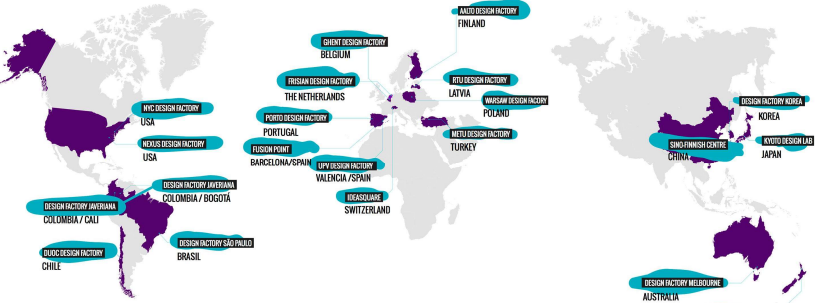 NYC DESIGN FACTORY
USA
NEXUS DESIGN FACTORY
USA
DESIGN FACTORY JAVERIANA
COLOMBIA / BOGOTÁ
DESIGN FACTORY JAVERIANA
COLOMBIA / CALI
DESIGN FACTORY SÃO PAULO
BRASIL
DUOC DESIGN FACTORY
CHILE
AALTO DESIGN FACTORY
FINLAND
GHENT DESIGN FACTORY
BELGIUM
FRISIAN DESIGN FACTORY
THE NETHERLANDS
RTU DESIGN FACTORY
LATVIA
WARSAW DESIGN FACORY
POLAND
PORTO DESIGN FACTORY
PORTUGAL
METU DESIGN FACTORY
TURKEY
FUSION POINT
BARCELONA/SPAIN
UPV DESIGN FACTORY
VALENCIA /SPAIN
IDEASQUARE
SWITZERLAND
DESIGN FACTORY KOREA
KOREA
SINO-FINNISH CENTRE
CHINA
KYOTO DESIGN LAB
JAPAN
DESIGN FACTORY MELBOURNE
AUSTRALIA